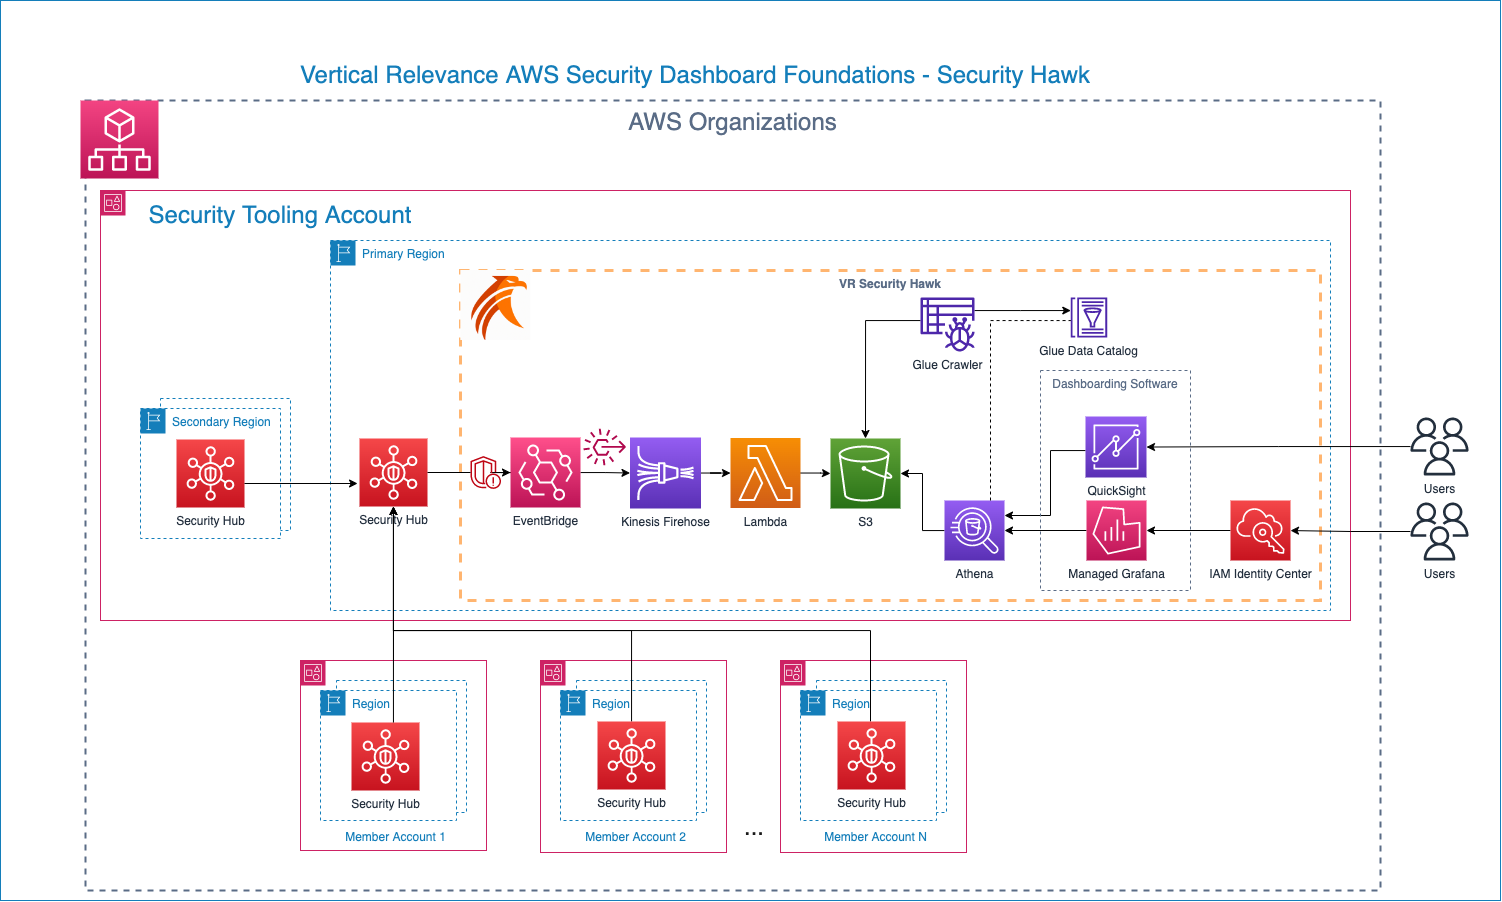 Vertical Relevance AWS Security Dashboard Foundations - Security Hawk
AWS Organizations
Security Tooling Account
Primary Region
VR Security Hawk
Glue Crawler
Glue Data Catalog
Dashboarding Software
Secondary Region
Security Hub
Security Hub
EventBridge
Kinesis Firehose
Lambda
S3
QuickSight
Users
Athena
Managed Grafana
IAM Identity Center
Users
Region
Security Hub
Member Account 1
Region
Security Hub
Member Account 2
...
Region
Security Hub
Member Account N